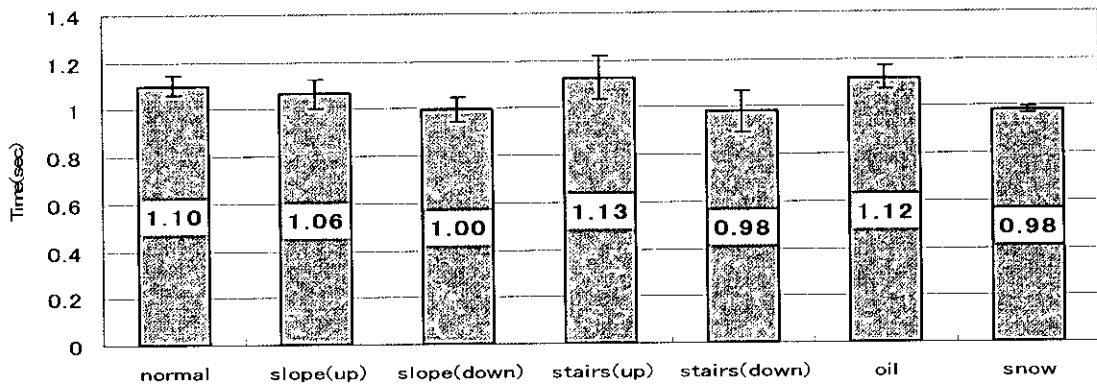 1.4
1.2
1
0.8
0.6
0.4
0.2
0
Time(sec)
1.10
1.06
1.00
1.13
0.98
1.12
0.98
normal
slope(up)
slope(down)
stairs(up)
stairs(down)
oil
snow